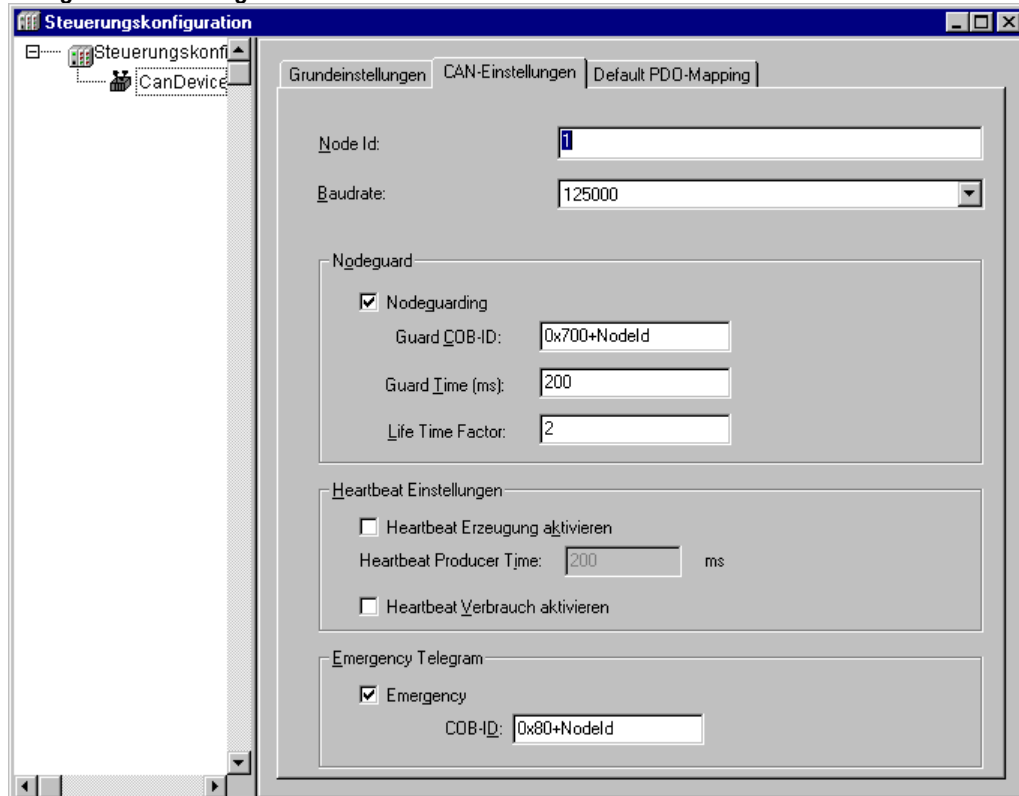 Steuerungskonfiguration
Steuerungskonfi
CanDevice
Grundeinstellungen
CAN-Einstellungen
Default PDO-Mapping
Node Id:
1
Baudrate:
125000
Nodeguard
Nodeguarding
Guard COB-ID:
0x700+NodeId
Guard Time (ms):
200
Life Time Factor:
2
Heartbeat Einstellungen
Heartbeat Erzeugung aktivieren
Heartbeat Producer Time:
200
ms
Heartbeat Verbrauch aktivieren
Emergency Telegram
Emergency
COB-ID:
0x80+NodeId